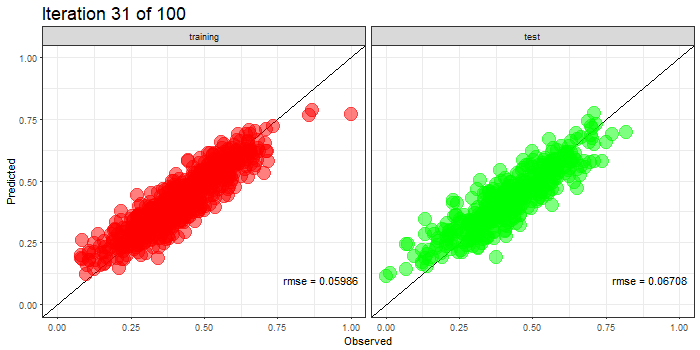 Iteration 31 of 100
training
test
1.00
0.75
0.50
0.25
0.00
Predicted
rmse = 0.05986
rmse = 0.06708
0.00 0.25 0.50 0.75 1.00
0.00 0.25 0.50 0.75 1.00
Observed